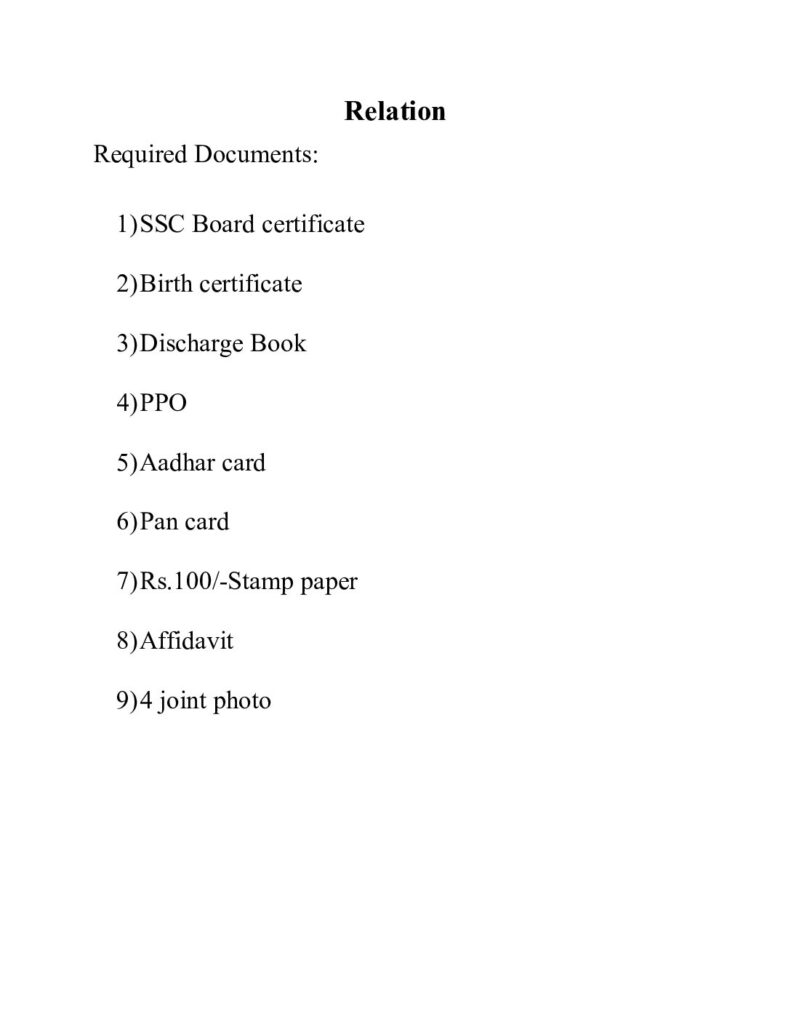 Relation
Required Documents:
1)SSC Board certificate
2)Birth certificate
3)Discharge Book
4)PPO
5)Aadhar card
6)Pan card
7)Rs.100/-Stamp paper
8)Affidavit
9)4 joint photo